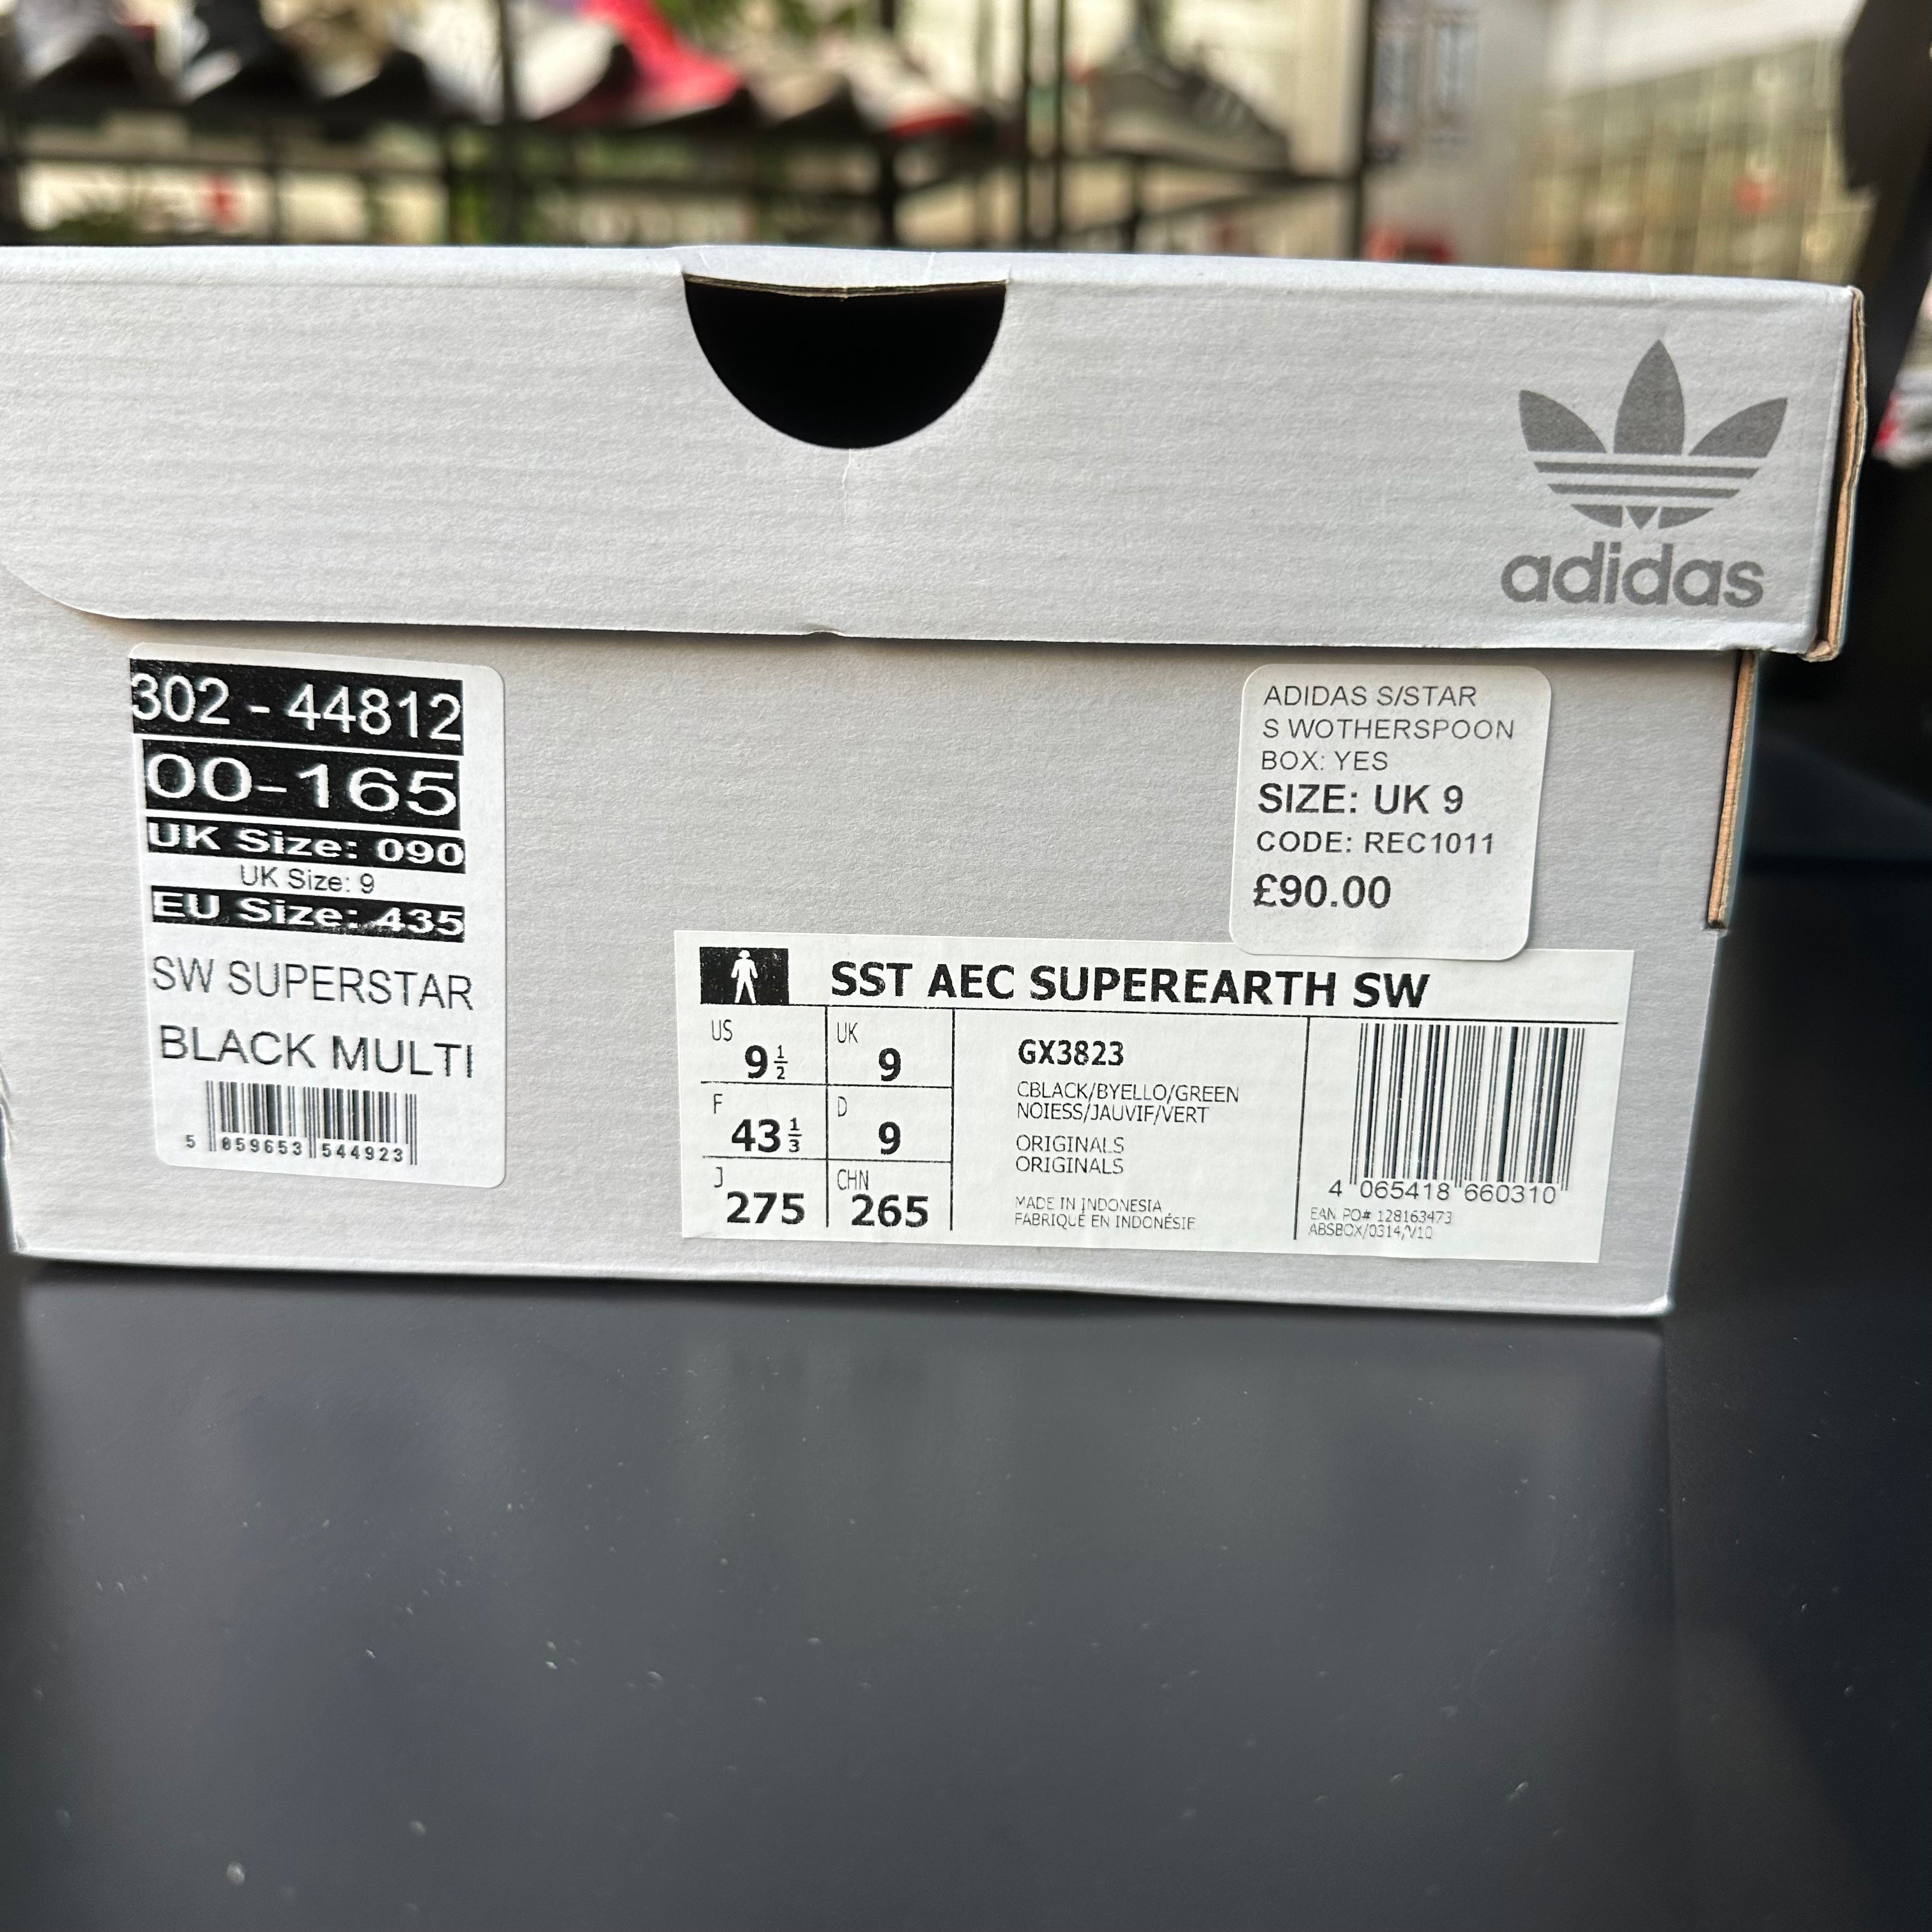 adidas
302 - 44812
00-165
UK Size: 090
UK Size: 9
EU Size: 435
SW SUPERSTAR
BLACK MULTI
5 059653 544923
ADIDAS S/STAR
S WOTHERSPOON
BOX: YES
SIZE: UK 9
CODE: REC1011
£90.00
SST AEC SUPEREARTH SW
US 9 1/2 UK 9
F 43 1/3 D 9
J 275 CHN 265
GX3823
CBLACK/BYELLO/GREEN
NOIESS/JAUVIF/VERT
ORIGINALS
ORIGINALS
MADE IN INDONESIA
FABRIQUÉ EN INDONÉSIE
4 065418 660310
EAN PO# 128163473
ABSBOX/0314/V10